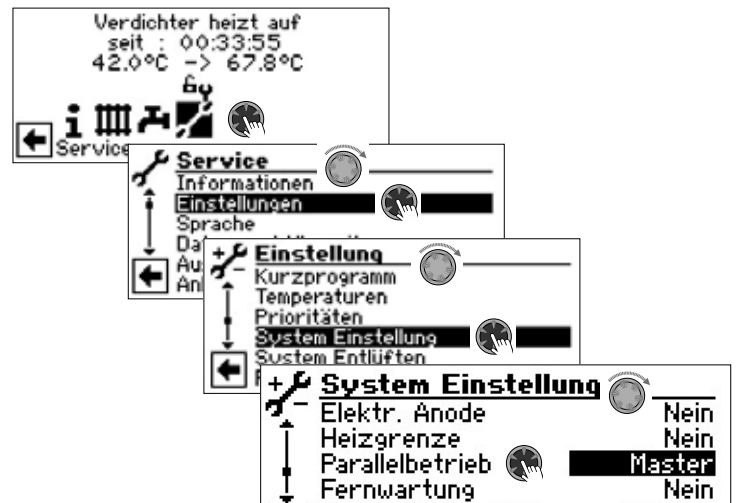 Verdichter heizt auf
seit : 00:33:55
42.0°C -> 67.8°C
Service
Service
Informationen
Einstellungen
Sprache
Einstellung
Kurzprogramm
Temperaturen
Prioritäten
System Einstellung
System Entlüften
System Einstellung
Elektr. Anode Nein
Heizgrenze Nein
Parallelbetrieb Master
Fernwartung Nein